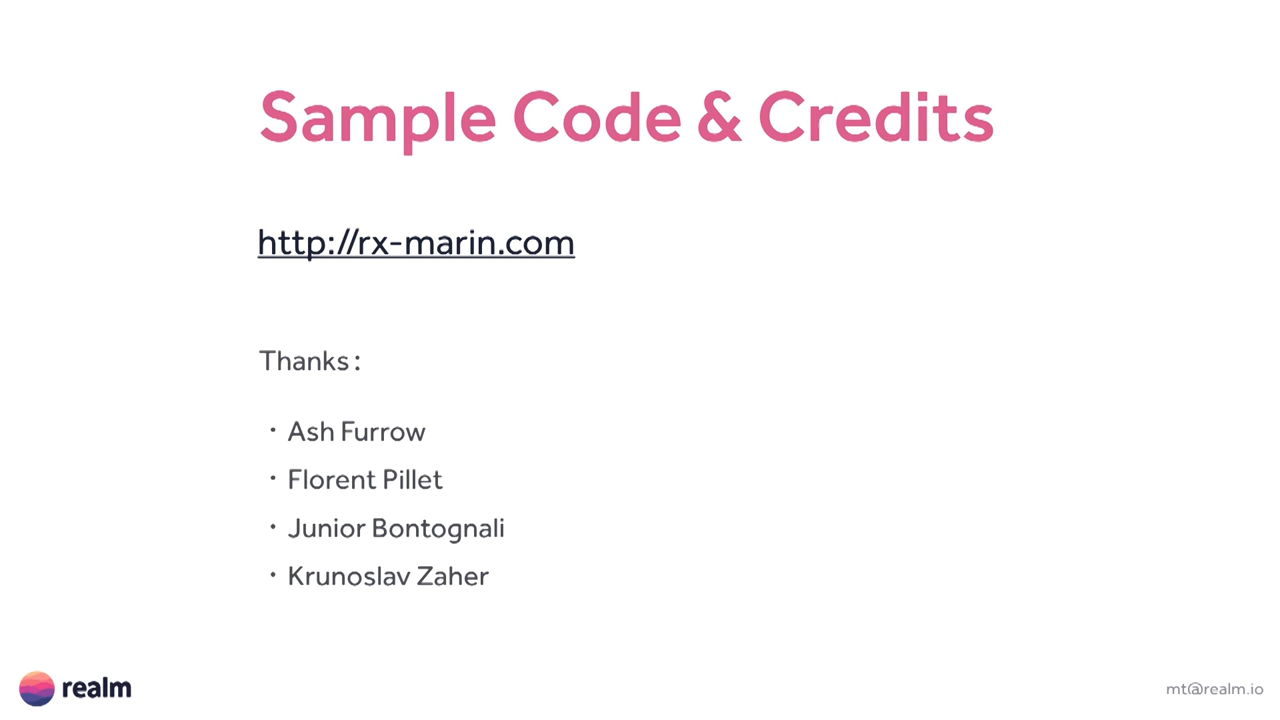 Sample Code & Credits
http://rx-marin.com
Thanks:
· Ash Furrow
· Florent Pillet
· Junior Bontognali
· Krunoslav Zaher
realm
mt@realm.io